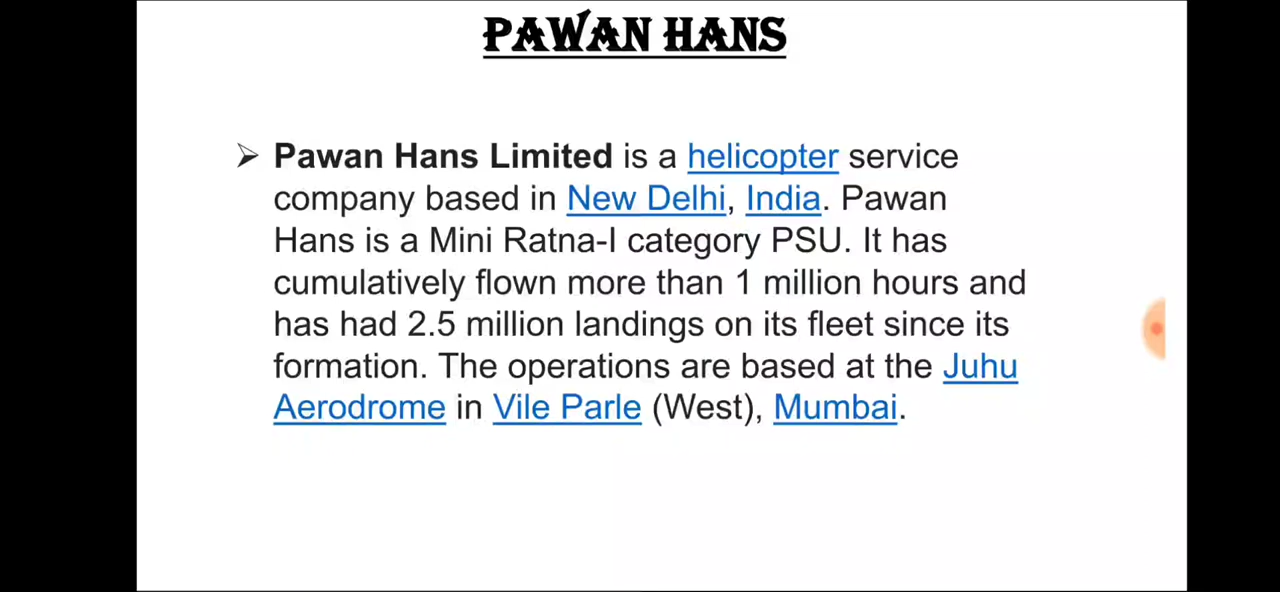 PAWAN HANS
➢ Pawan Hans Limited is a helicopter service
company based in New Delhi, India. Pawan
Hans is a Mini Ratna-I category PSU. It has
cumulatively flown more than 1 million hours and
has had 2.5 million landings on its fleet since its
formation. The operations are based at the Juhu
Aerodrome in Vile Parle (West), Mumbai.